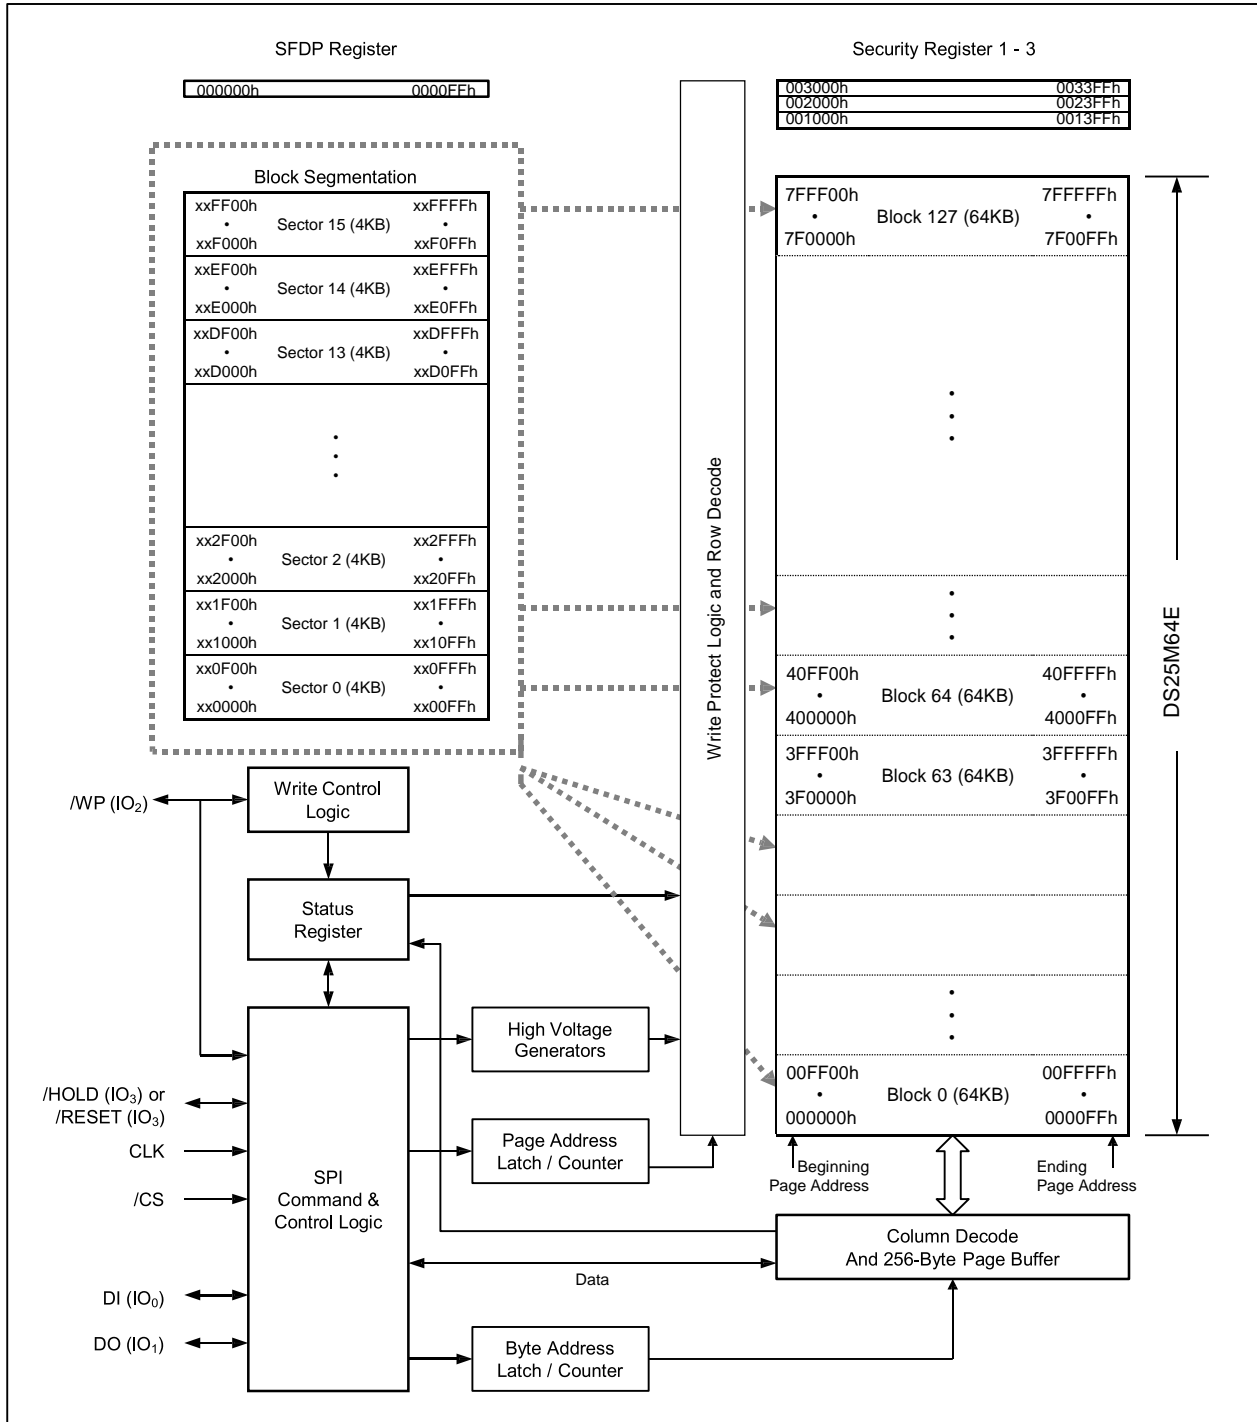 SFDP Register
000000h 0000FFh
Security Register 1 - 3
003000h 0033FFh
002000h 0023FFh
001000h 0013FFh
Block Segmentation
xxFF00h xxFFFFh
• Sector 15 (4KB) •
xxF000h xxF0FFh
xxEF00h xxEFFFh
• Sector 14 (4KB) •
xxE000h xxE0FFh
xxDF00h xxDFFFh
• Sector 13 (4KB) •
xxD000h xxD0FFh
xx2F00h xx2FFFh
• Sector 2 (4KB) •
xx2000h xx20FFh
xx1F00h xx1FFFh
• Sector 1 (4KB) •
xx1000h xx10FFh
xx0F00h xx0FFFh
• Sector 0 (4KB) •
xx0000h xx00FFh
Write Protect Logic and Row Decode
7FFF00h 7FFFFFh
• Block 127 (64KB) •
7F0000h 7F00FFh
40FF00h 40FFFFh
• Block 64 (64KB) •
400000h 4000FFh
3FFF00h 3FFFFFh
• Block 63 (64KB) •
3F0000h 3F00FFh
00FF00h 00FFFFh
• Block 0 (64KB) •
000000h 0000FFh
DS25M64E
Beginning
Page Address
Ending
Page Address
/WP (IO₂)
Write Control
Logic
Status
Register
/HOLD (IO₃) or
/RESET (IO₃)
CLK
/CS
DI (IO₀)
DO (IO₁)
SPI
Command &
Control Logic
High Voltage
Generators
Page Address
Latch / Counter
Column Decode
And 256-Byte Page Buffer
Data
Byte Address
Latch / Counter